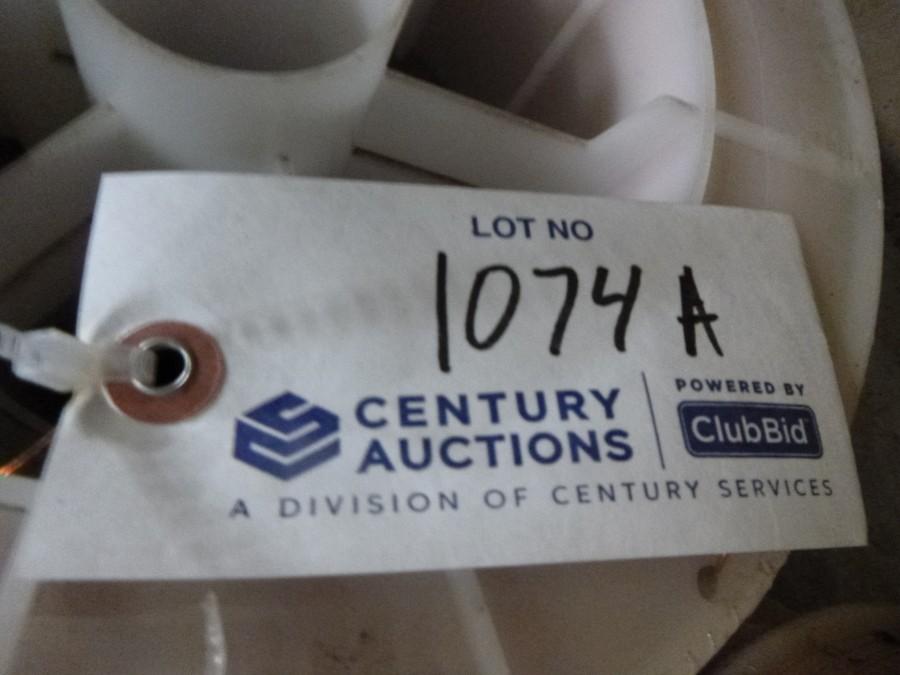 LOT NO
1074 A
CENTURY
AUCTIONS
POWERED BY
ClubBid
A DIVISION OF CENTURY SERVICES